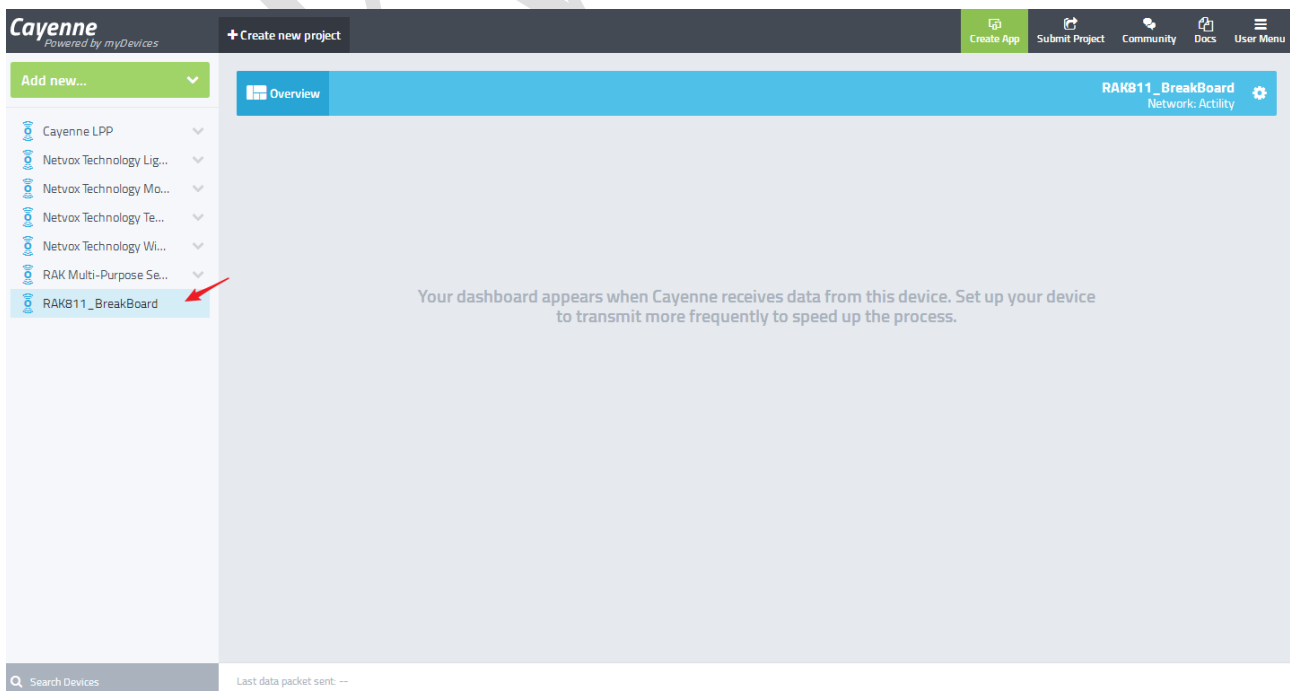 Cayenne
Powered by myDevices
+ Create new project
Create App
Submit Project
Community
Docs
User Menu
Add new...
Overview
RAK811_BreakBoard
Network: Actility
Cayenne LPP
Netvox Technology Lig...
Netvox Technology Mo...
Netvox Technology Te...
Netvox Technology Wi...
RAK Multi-Purpose Se...
RAK811_BreakBoard
Your dashboard appears when Cayenne receives data from this device. Set up your device
to transmit more frequently to speed up the process.
Search Devices
Last data packet sent: --